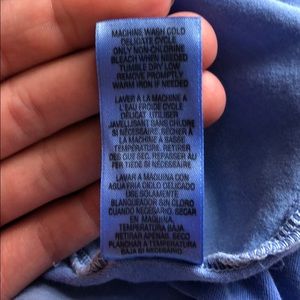 MACHINE WASH COLD
DELICATE CYCLE
ONLY NON-CHLORINE
BLEACH WHEN NEEDED
TUMBLE DRY LOW
REMOVE PROMPTLY
WARM IRON IF NEEDED
LAVER A LA MACHINE A
L'EAU FROIDE CYCLE
DELICAT. UTILISER
JAVELLISANT SANS CHLORE
SI NÉCESSAIRE. SECHER A
LA MACHINE A BASSE
TEMPERATURE. RETIRER
DES QUE SEC. REPASSER AU
FER TIEDE SI NÉCESSAIRE
LAVAR A MAQUINA CON
AGUA FRIA CICLO DELICADO
USE SOLAMENTE
BLANQUEADOR SIN CLORO
CUANDO NECESARIO. SECAR
EN MAQUINA
TEMPERATURA BAJA.
RETIRAR APENAS SECO
PLANCHAR A TEMPERATURA
BAJA SI NECESARIO